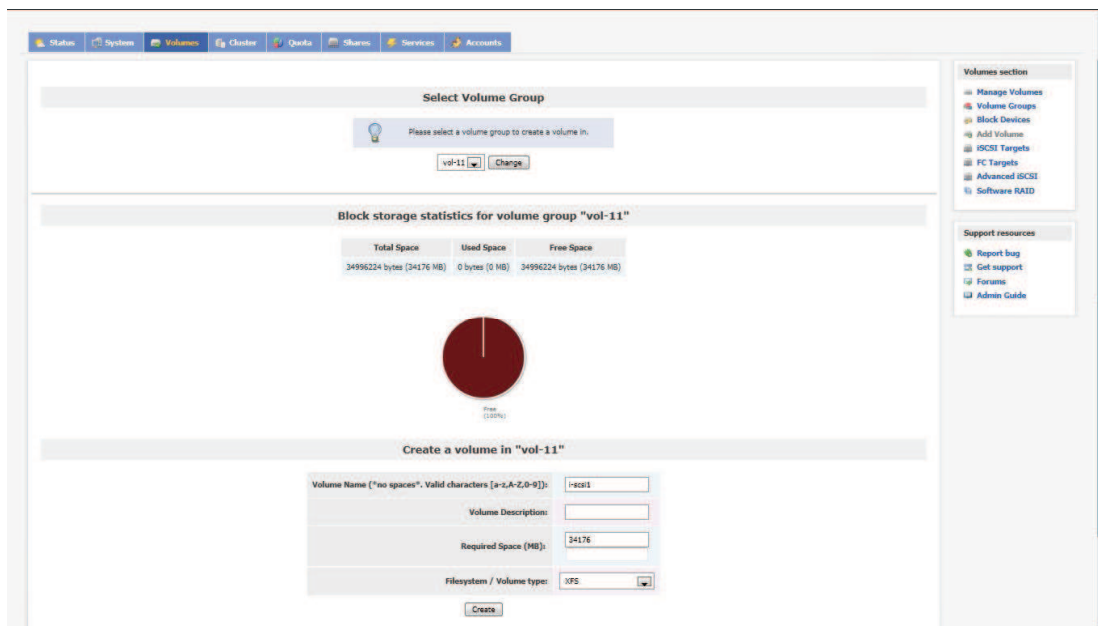 Status System Volumes Cluster Quota Shares Services Accounts
Select Volume Group
Please select a volume group to create a volume in.
vol-11 Change
Block storage statistics for volume group "vol-11"
Total Space Used Space Free Space
34996224 bytes (34176 MB) 0 bytes (0 MB) 34996224 bytes (34176 MB)
Free
(100%)
Create a volume in "vol-11"
Volume Name (*no spaces*. Valid characters [a-z,A-Z,0-9]): i-scsi1
Volume Description:
Required Space (MB): 34176
Filesystem / Volume type: XFS
Create
Volumes section
Manage Volumes
Volume Groups
Block Devices
Add Volume
iSCSI Targets
FC Targets
Advanced iSCSI
Software RAID
Support resources
Report bug
Get support
Forums
Admin Guide